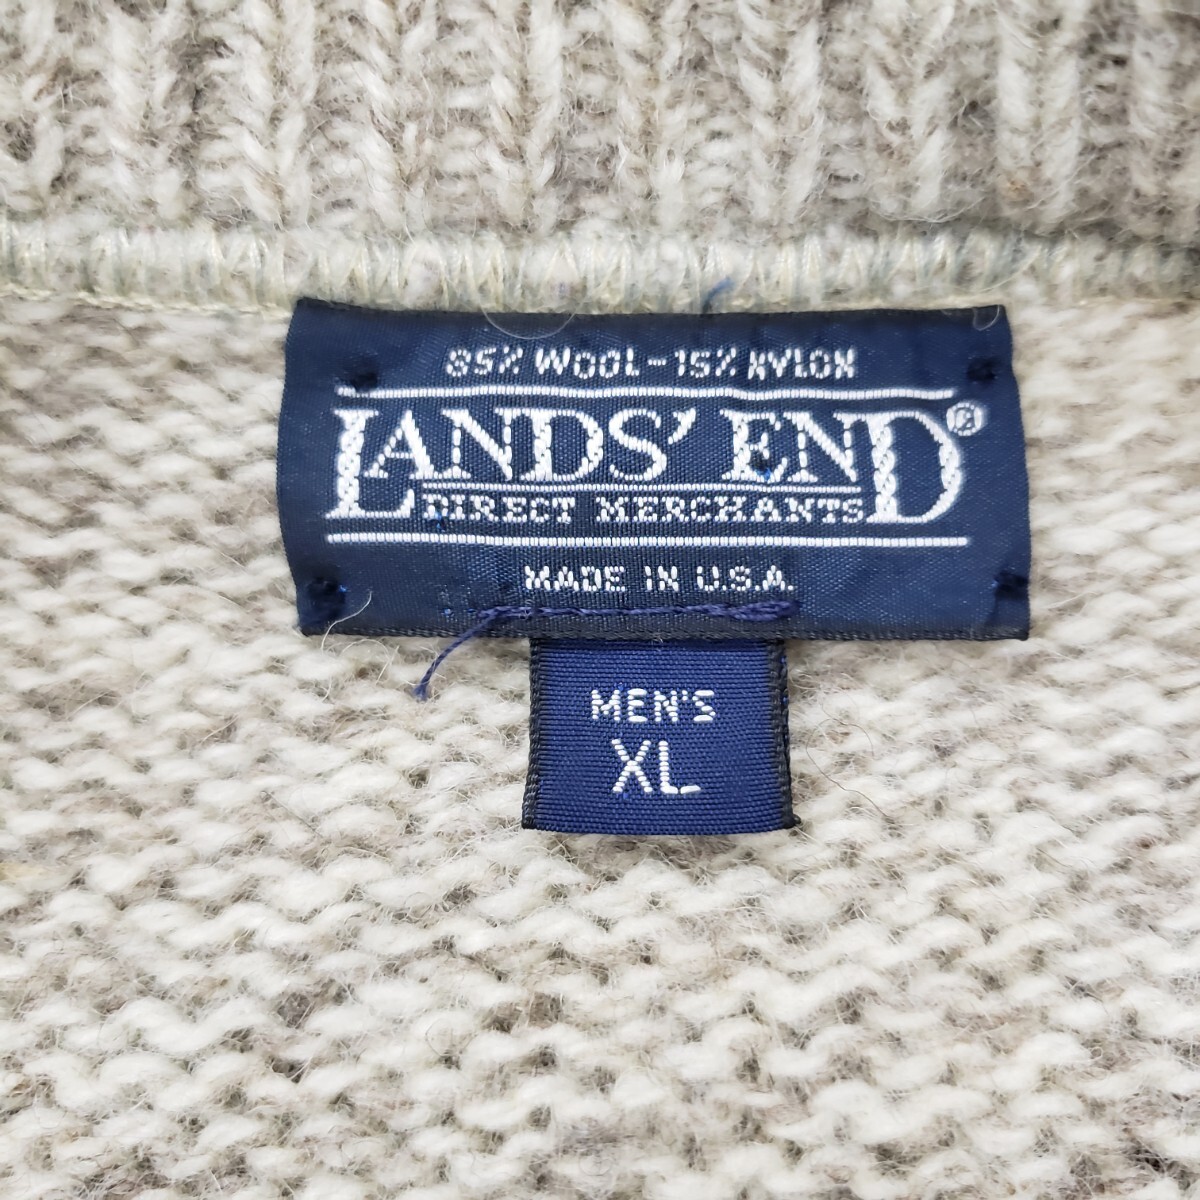 85% WOOL-15% NYLON
LANDS' END®
DIRECT MERCHANTS
MADE IN U.S.A.
MEN'S
XL